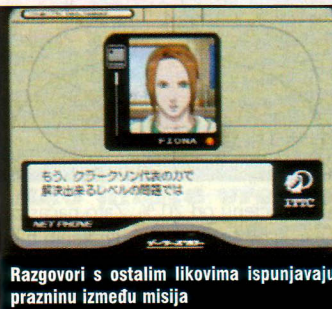 FIONA
もう、クラークソン代表の力で
解決出来るレベルの問題では
ITTC
NET PHONE
Razgovori s ostalim likovima ispunjavaju
prazninu između misija